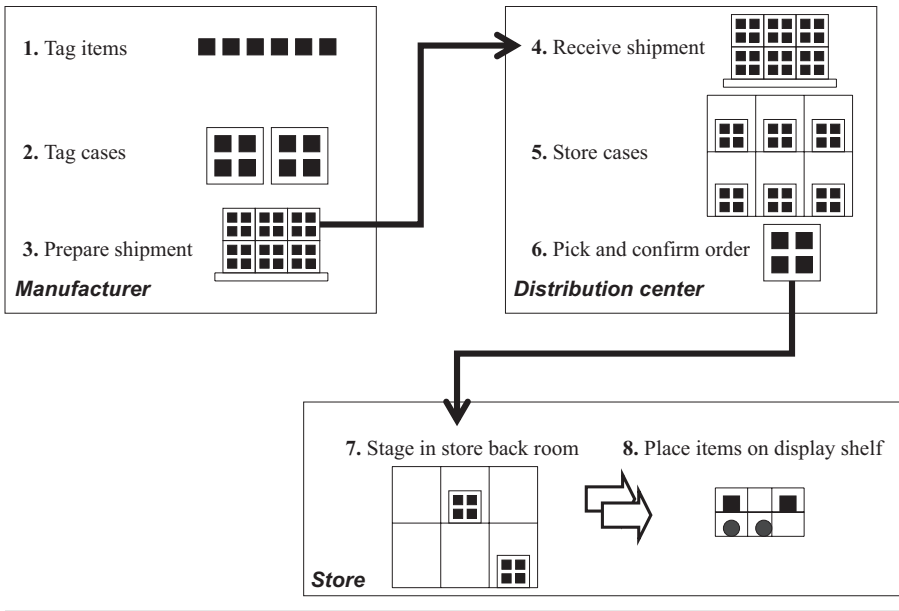 1. Tag items
2. Tag cases
3. Prepare shipment
Manufacturer
4. Receive shipment
5. Store cases
6. Pick and confirm order
Distribution center
7. Stage in store back room
8. Place items on display shelf
Store